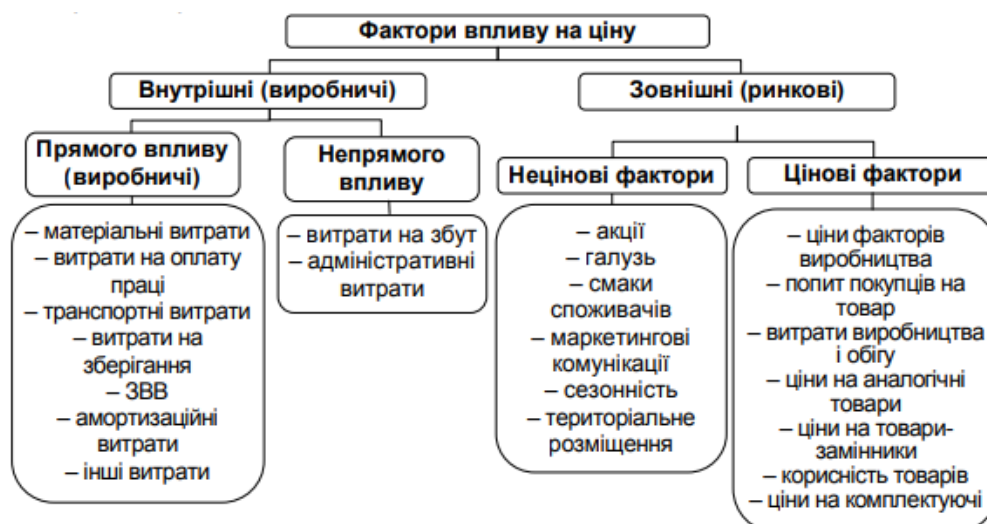 Фактори впливу на ціну
Внутрішні (виробничі)
Зовнішні (ринкові)
Прямого впливу
(виробничі)
Непрямого
впливу
Нецінові фактори
Цінові фактори
– матеріальні витрати
– витрати на оплату
праці
– транспортні витрати
– витрати на
зберігання
– ЗВВ
– амортизаційні
витрати
– інші витрати
– витрати на збут
– адміністративні
витрати
– акції
– галузь
– смаки
споживачів
– маркетингові
комунікації
– сезонність
– територіальне
розміщення
– ціни факторів
виробництва
– попит покупців на
товар
– витрати виробництва
і обігу
– ціни на аналогічні
товари
– ціни на товари-
замінники
– корисність товарів
– ціни на комплектуючі